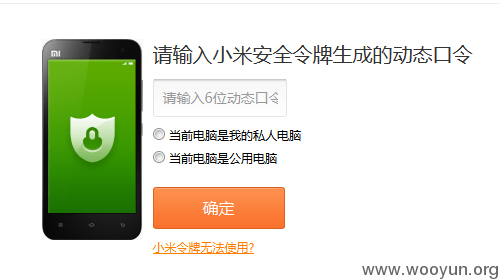 mi
请输入小米安全令牌生成的动态口令
请输入6位动态口令
当前电脑是我的私人电脑
当前电脑是公用电脑
确定
小米令牌无法使用?
www.wooyun.org